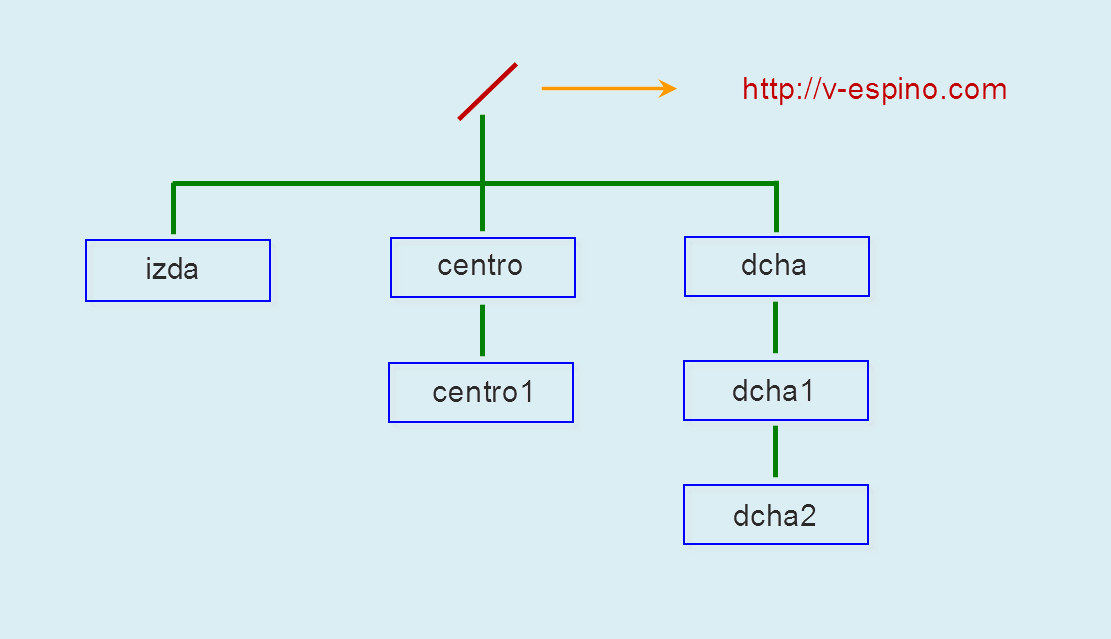 http://v-espino.com
izda
centro
dcha
centro1
dcha1
dcha2